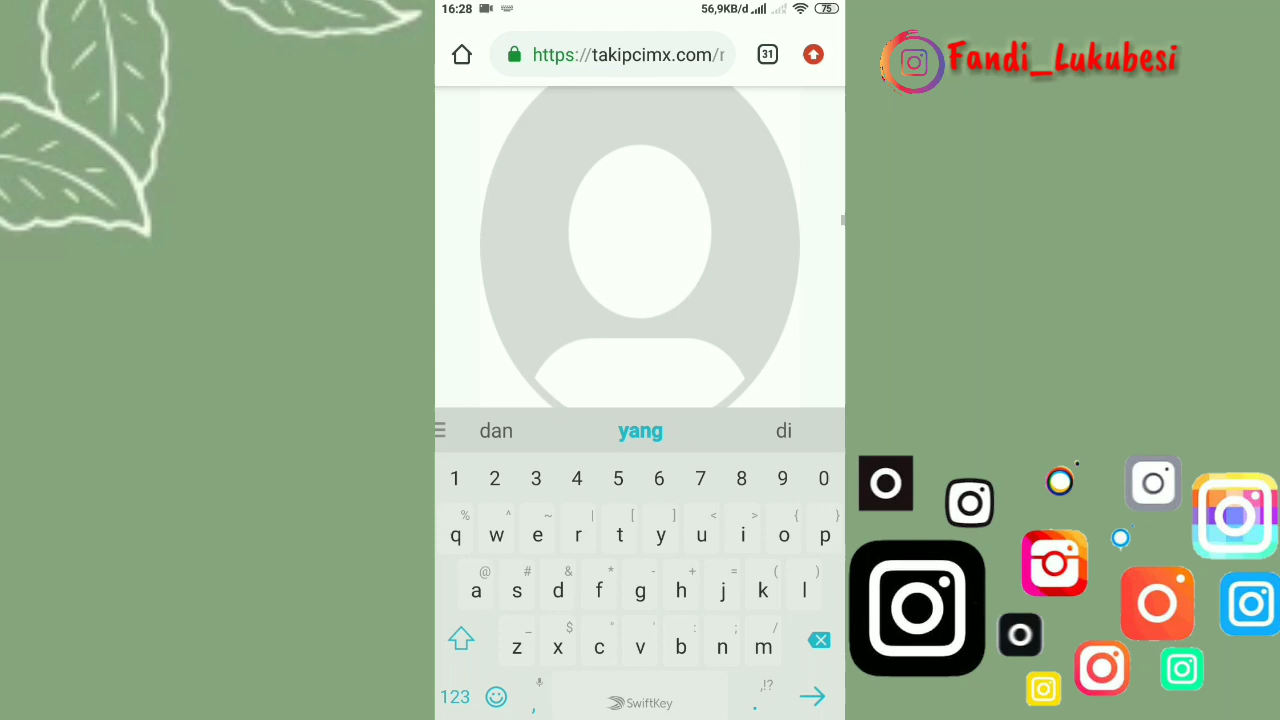 16:28 56,9KB/d 75
https://takipcimx.com/r
31
Fandi_Lukubesi
dan yang di
1 2 3 4 5 6 7 8 9 0
% ^ ~ | [ ] < > { }
q w e r t y u i o p
@ # & * - + = ( )
a s d f g h j k l
_ $ " ' : ; /
z x c v b n m
,!?
123 , SwiftKey .